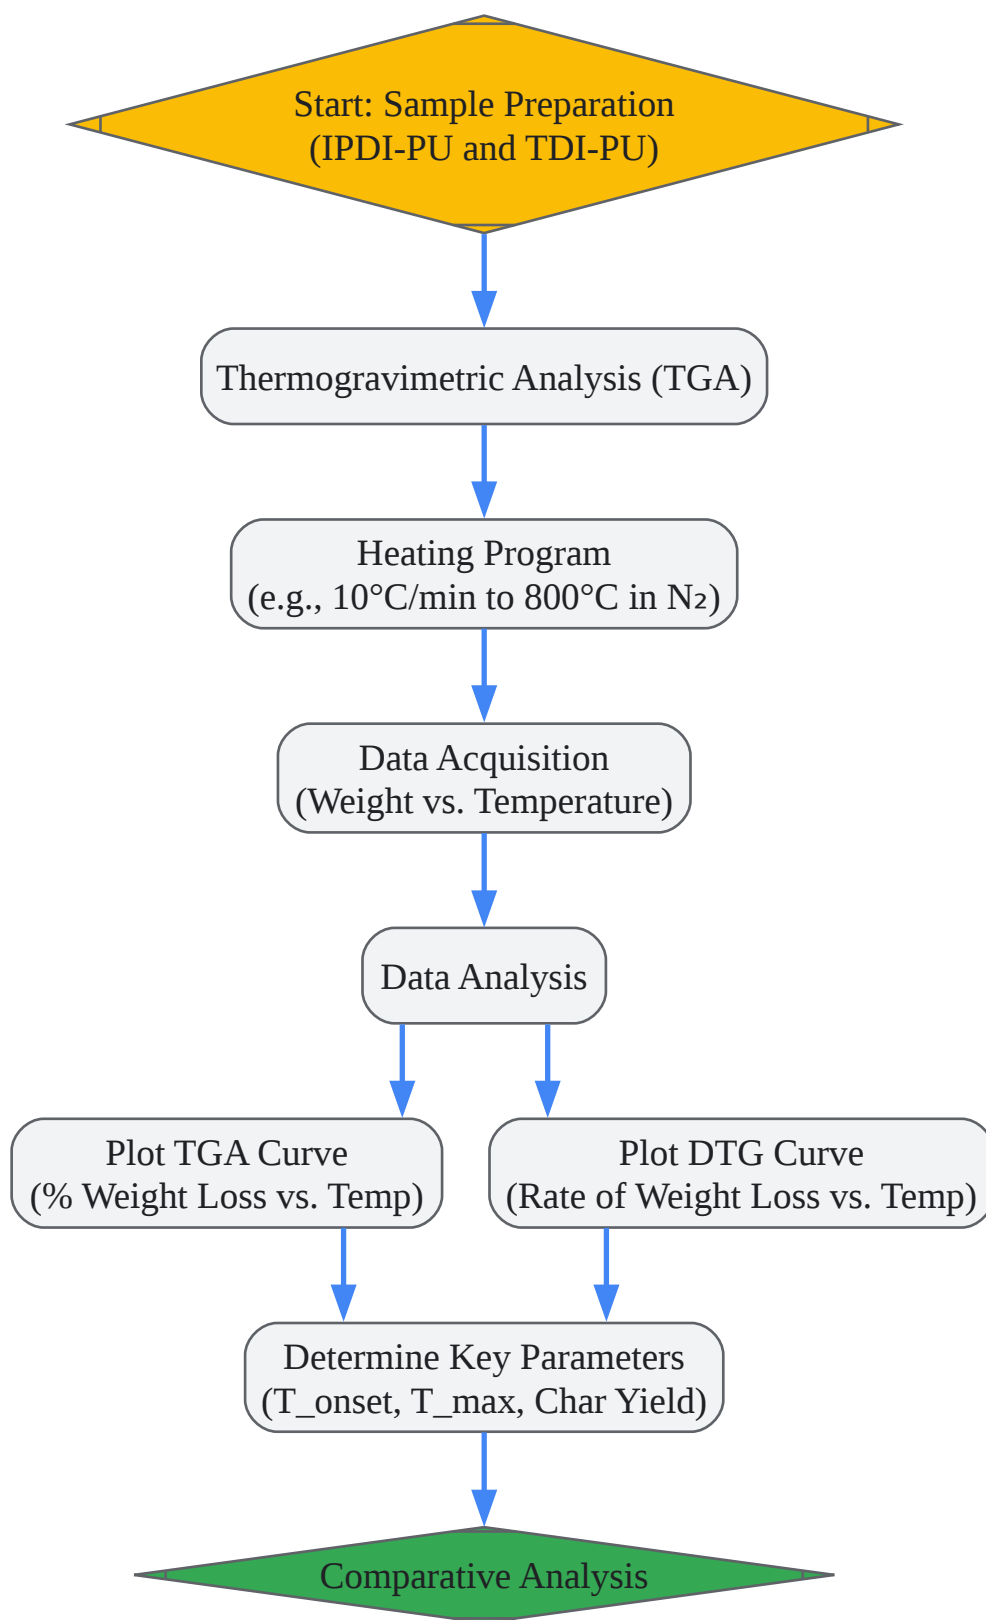 Start: Sample Preparation
(IPDI-PU and TDI-PU)
Thermogravimetric Analysis (TGA)
Heating Program
(e.g., 10°C/min to 800°C in N₂)
Data Acquisition
(Weight vs. Temperature)
Data Analysis
Plot TGA Curve
(% Weight Loss vs. Temp)
Plot DTG Curve
(Rate of Weight Loss vs. Temp)
Determine Key Parameters
(T_onset, T_max, Char Yield)
Comparative Analysis